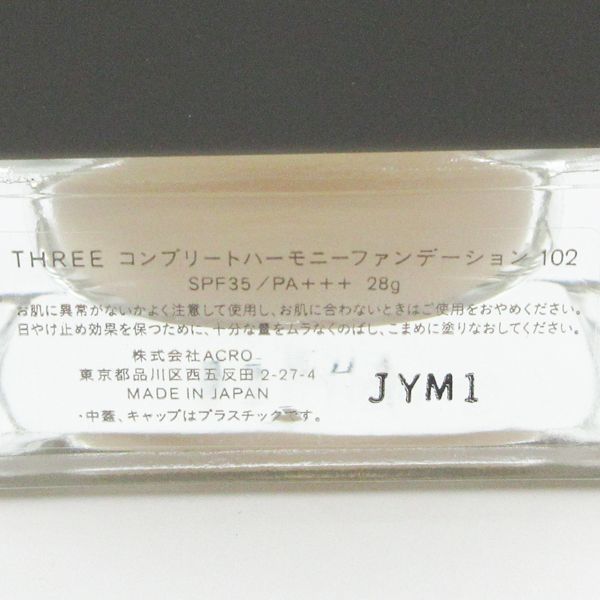 THREE コンプリートハーモニーファンデーション 102
SPF35/PA+++ 28g
お肌に異常がないかよく注意して使用し、お肌に合わないときはご使用をおやめください。
日やけ止め効果を保つために、十分な量をムラなくのばし、こまめに塗りなおしてください。
株式会社ACRO
東京都品川区西五反田 2-27-4
MADE IN JAPAN
JYM1
・中蓋、キャップはプラスチックです。